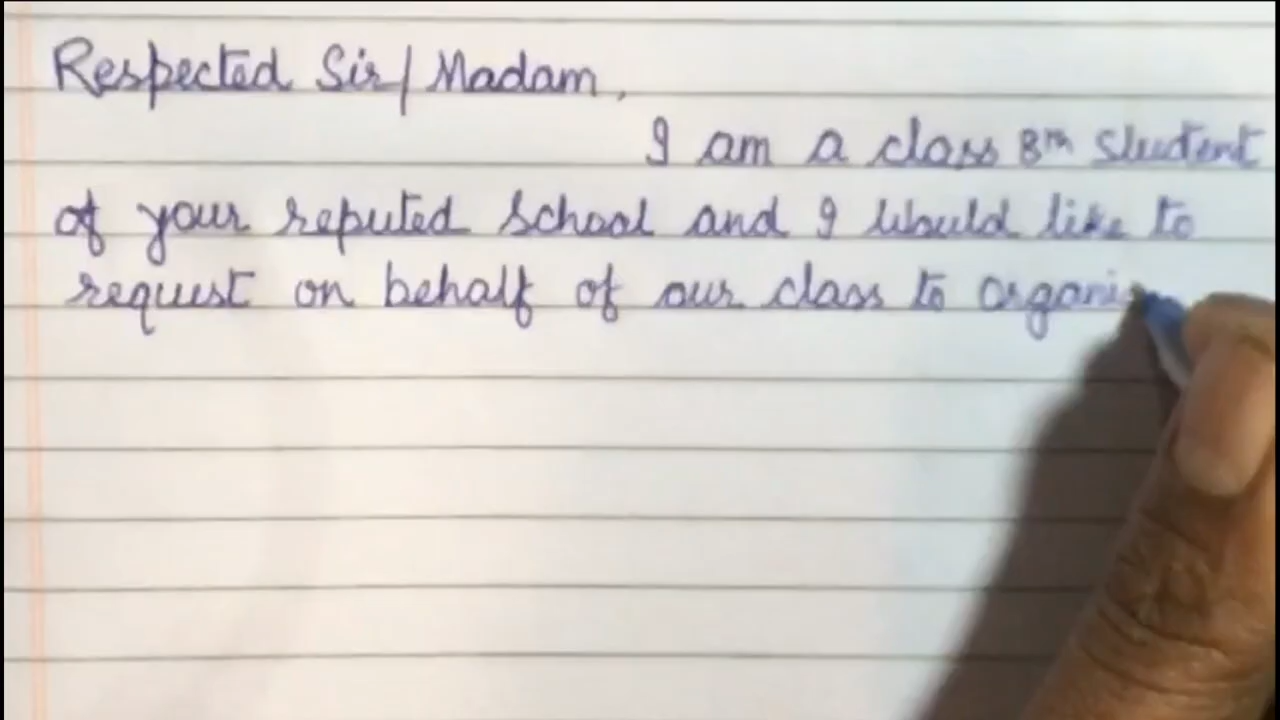 Respected Sir/Madam,
I am a class 8th student
of your reputed school and I would like to
request on behalf of our class to organi